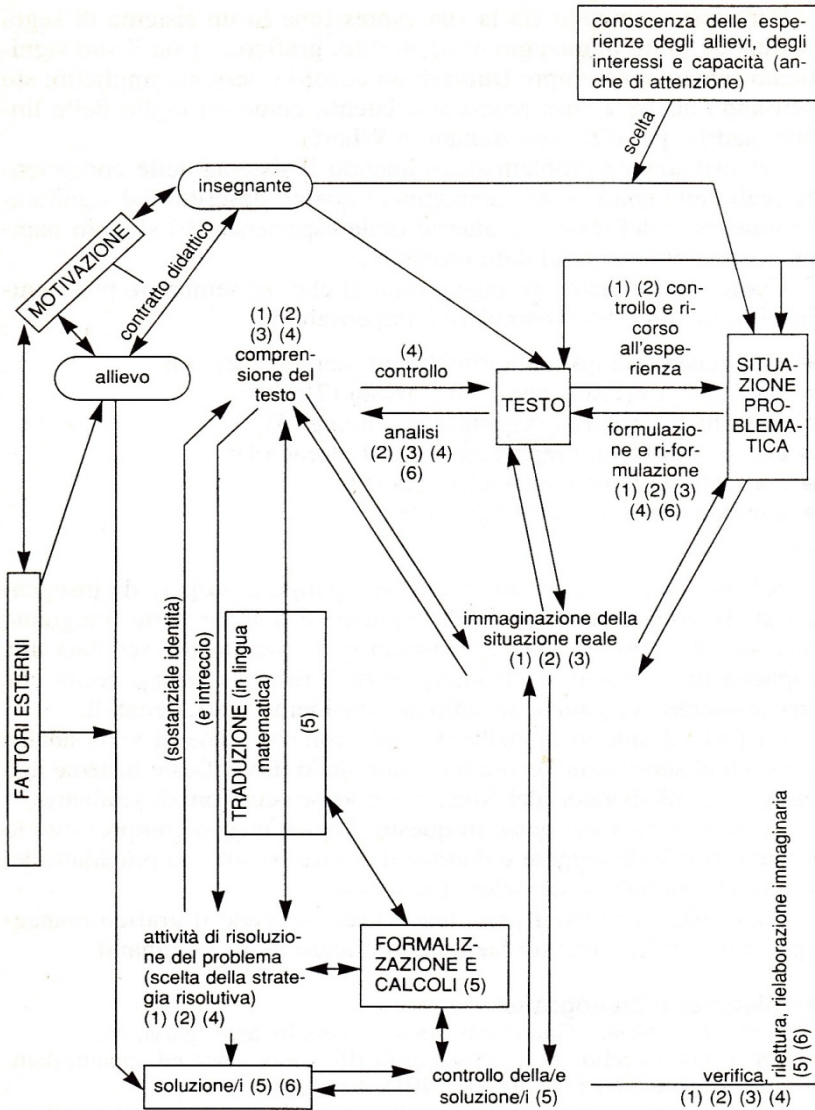 conoscenza delle espe-
rienze degli allievi, degli
interessi e capacità (an-
che di attenzione)
scelta
insegnante
MOTIVAZIONE
contratto didattico
allievo
(1) (2)
(3) (4)
compren-
sione del
testo
(4)
controllo
analisi
(2) (3) (4)
(6)
TESTO
(1) (2) con-
trollo e ri-
corso
all'espe-
rienza
formulazio-
ne e ri-for-
mulazione
(1) (2) (3)
(4) (6)
SITUA-
ZIONE
PRO-
BLEMA-
TICA
immaginazione della
situazione reale
(1) (2) (3)
FATTORI ESTERNI
(sostanziale identità)
(e intreccio)
TRADUZIONE (in lingua
matematica)
(5)
attività di risoluzio-
ne del problema
(scelta della strate-
gia risolutiva)
(1) (2) (4)
FORMALIZ-
ZAZIONE E
CALCOLI (5)
soluzione/i (5) (6)
controllo della/e
soluzione/i (5)
verifica,
(1) (2) (3) (4)
rilettura, rielaborazione immaginaria
(5) (6)